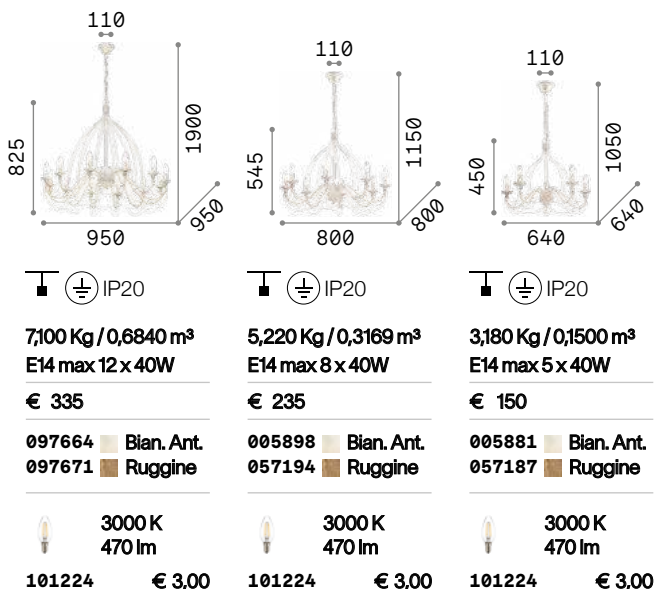 110
825
1900
950
950
IP20
7,100 Kg / 0,6840 m³
E14 max 12 x 40W
€ 335
097664 Bian. Ant.
097671 Ruggine
3000 K
470 lm
101224 € 3,00
110
545
1150
800
800
IP20
5,220 Kg / 0,3169 m³
E14 max 8 x 40W
€ 235
005898 Bian. Ant.
057194 Ruggine
3000 K
470 lm
101224 € 3,00
110
450
1050
640
640
IP20
3,180 Kg / 0,1500 m³
E14 max 5 x 40W
€ 150
005881 Bian. Ant.
057187 Ruggine
3000 K
470 lm
101224 € 3,00